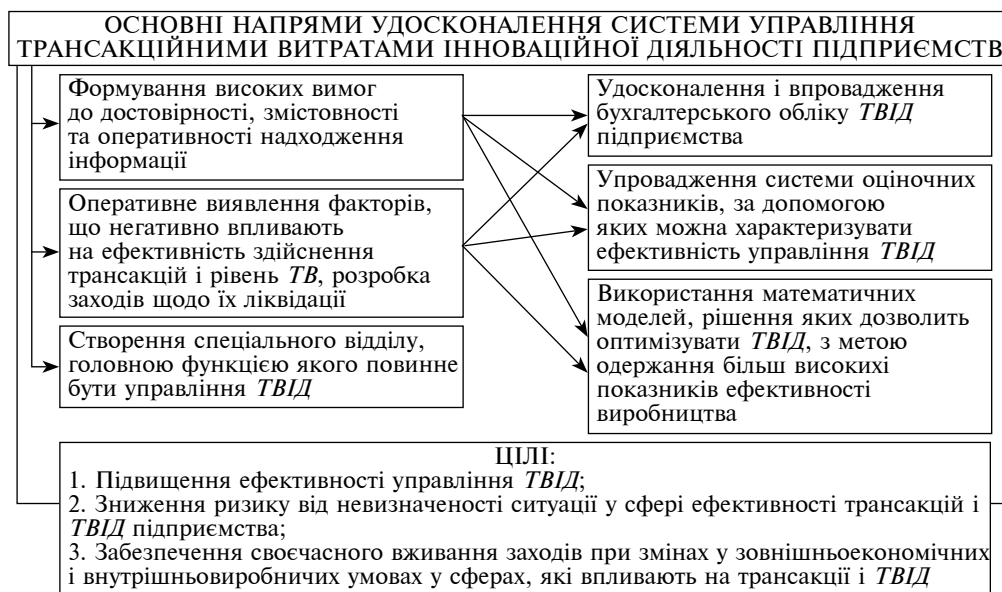 ОСНОВНІ НАПРЯМИ УДОСКОНАЛЕННЯ СИСТЕМИ УПРАВЛІННЯ
ТРАНСАКЦІЙНИМИ ВИТРАТАМИ ІННОВАЦІЙНОЇ ДІЯЛЬНОСТІ ПІДПРИЄМСТВ
Формування високих вимог
до достовірності, змістовності
та оперативності надходження
інформації
Оперативне виявлення факторів,
що негативно впливають
на ефективність здійснення
трансакцій і рівень ТВ, розробка
заходів щодо їх ліквідації
Створення спеціального відділу,
головною функцією якого повинне
бути управління ТВІД
Удосконалення і впровадження
бухгалтерського обліку ТВІД
підприємства
Упровадження системи оціночних
показників, за допомогою
яких можна характеризувати
ефективність управління ТВІД
Використання математичних
моделей, рішення яких дозволить
оптимізувати ТВІД, з метою
одержання більш високихі
показників ефективності
виробництва
ЦІЛІ:
1. Підвищення ефективності управління ТВІД;
2. Зниження ризику від невизначеності ситуації у сфері ефективності трансакцій і
ТВІД підприємства;
3. Забезпечення своєчасного вживання заходів при змінах у зовнішньоекономічних
і внутрішньовиробничих умовах у сферах, які впливають на трансакції і ТВІД